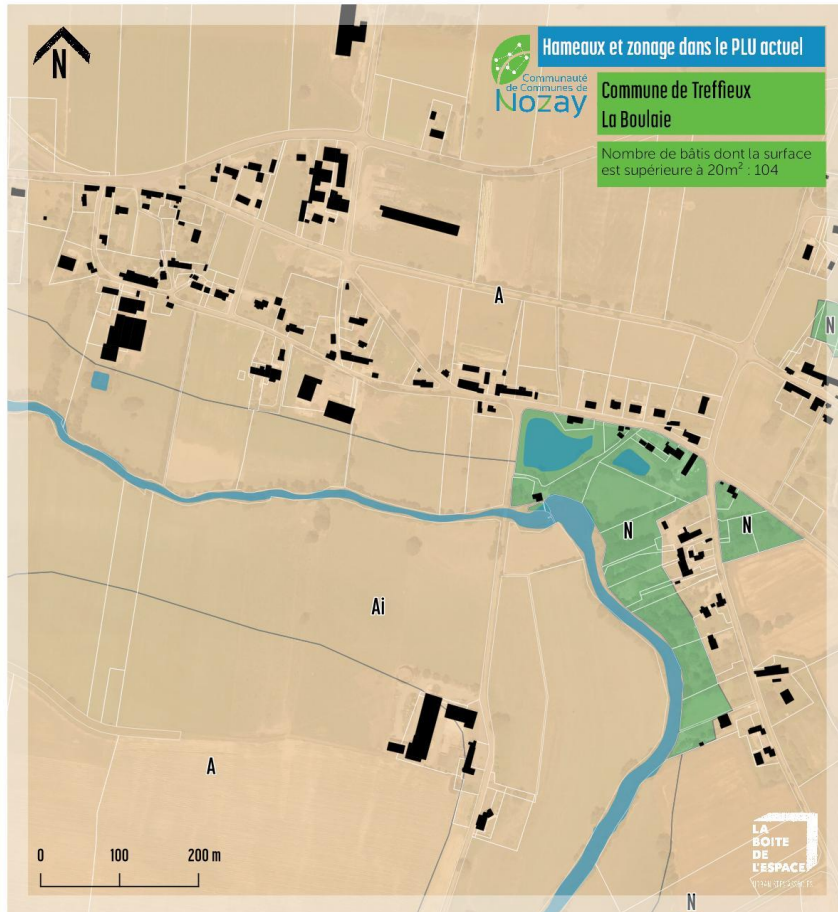 N
Communauté
de Communes de
Nozay
Hameaux et zonage dans le PLU actuel
Commune de Treffieux
La Boulaie
Nombre de bâtis dont la surface
est supérieure à 20m² : 104
A
N
N
N
Ai
A
0 100 200 m
LA
BOITE
DE
L'ESPACE
N